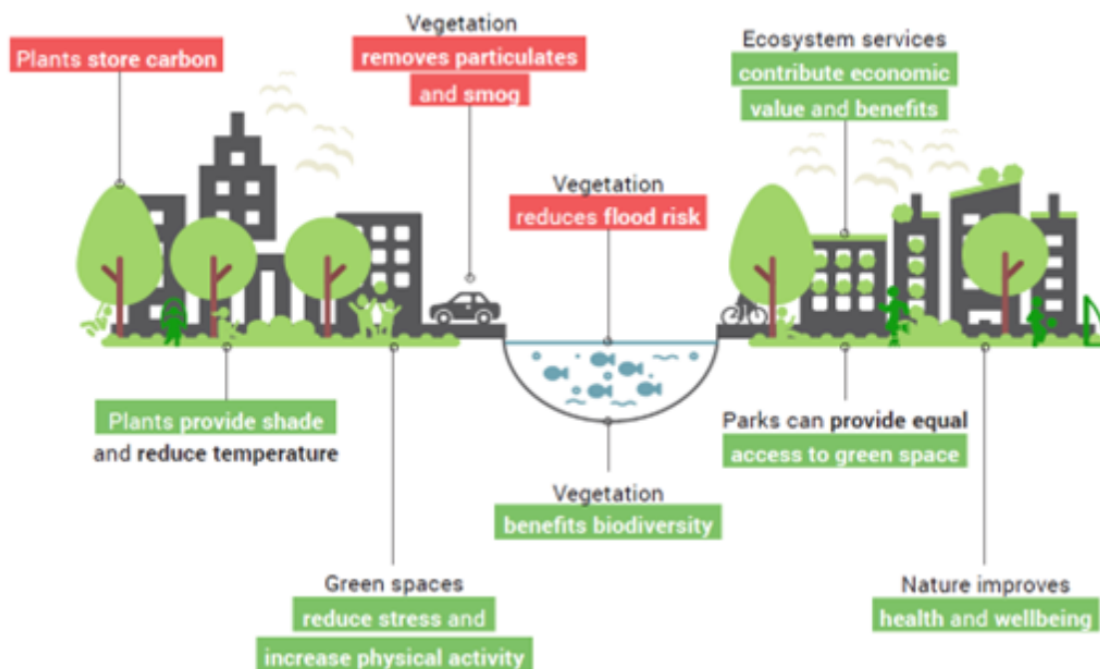 Plants store carbon
Vegetation
removes particulates
and smog
Ecosystem services
contribute economic
value and benefits
Vegetation
reduces flood risk
Plants provide shade
and reduce temperature
Parks can provide equal
access to green space
Vegetation
benefits biodiversity
Green spaces
reduce stress and
increase physical activity
Nature improves
health and wellbeing